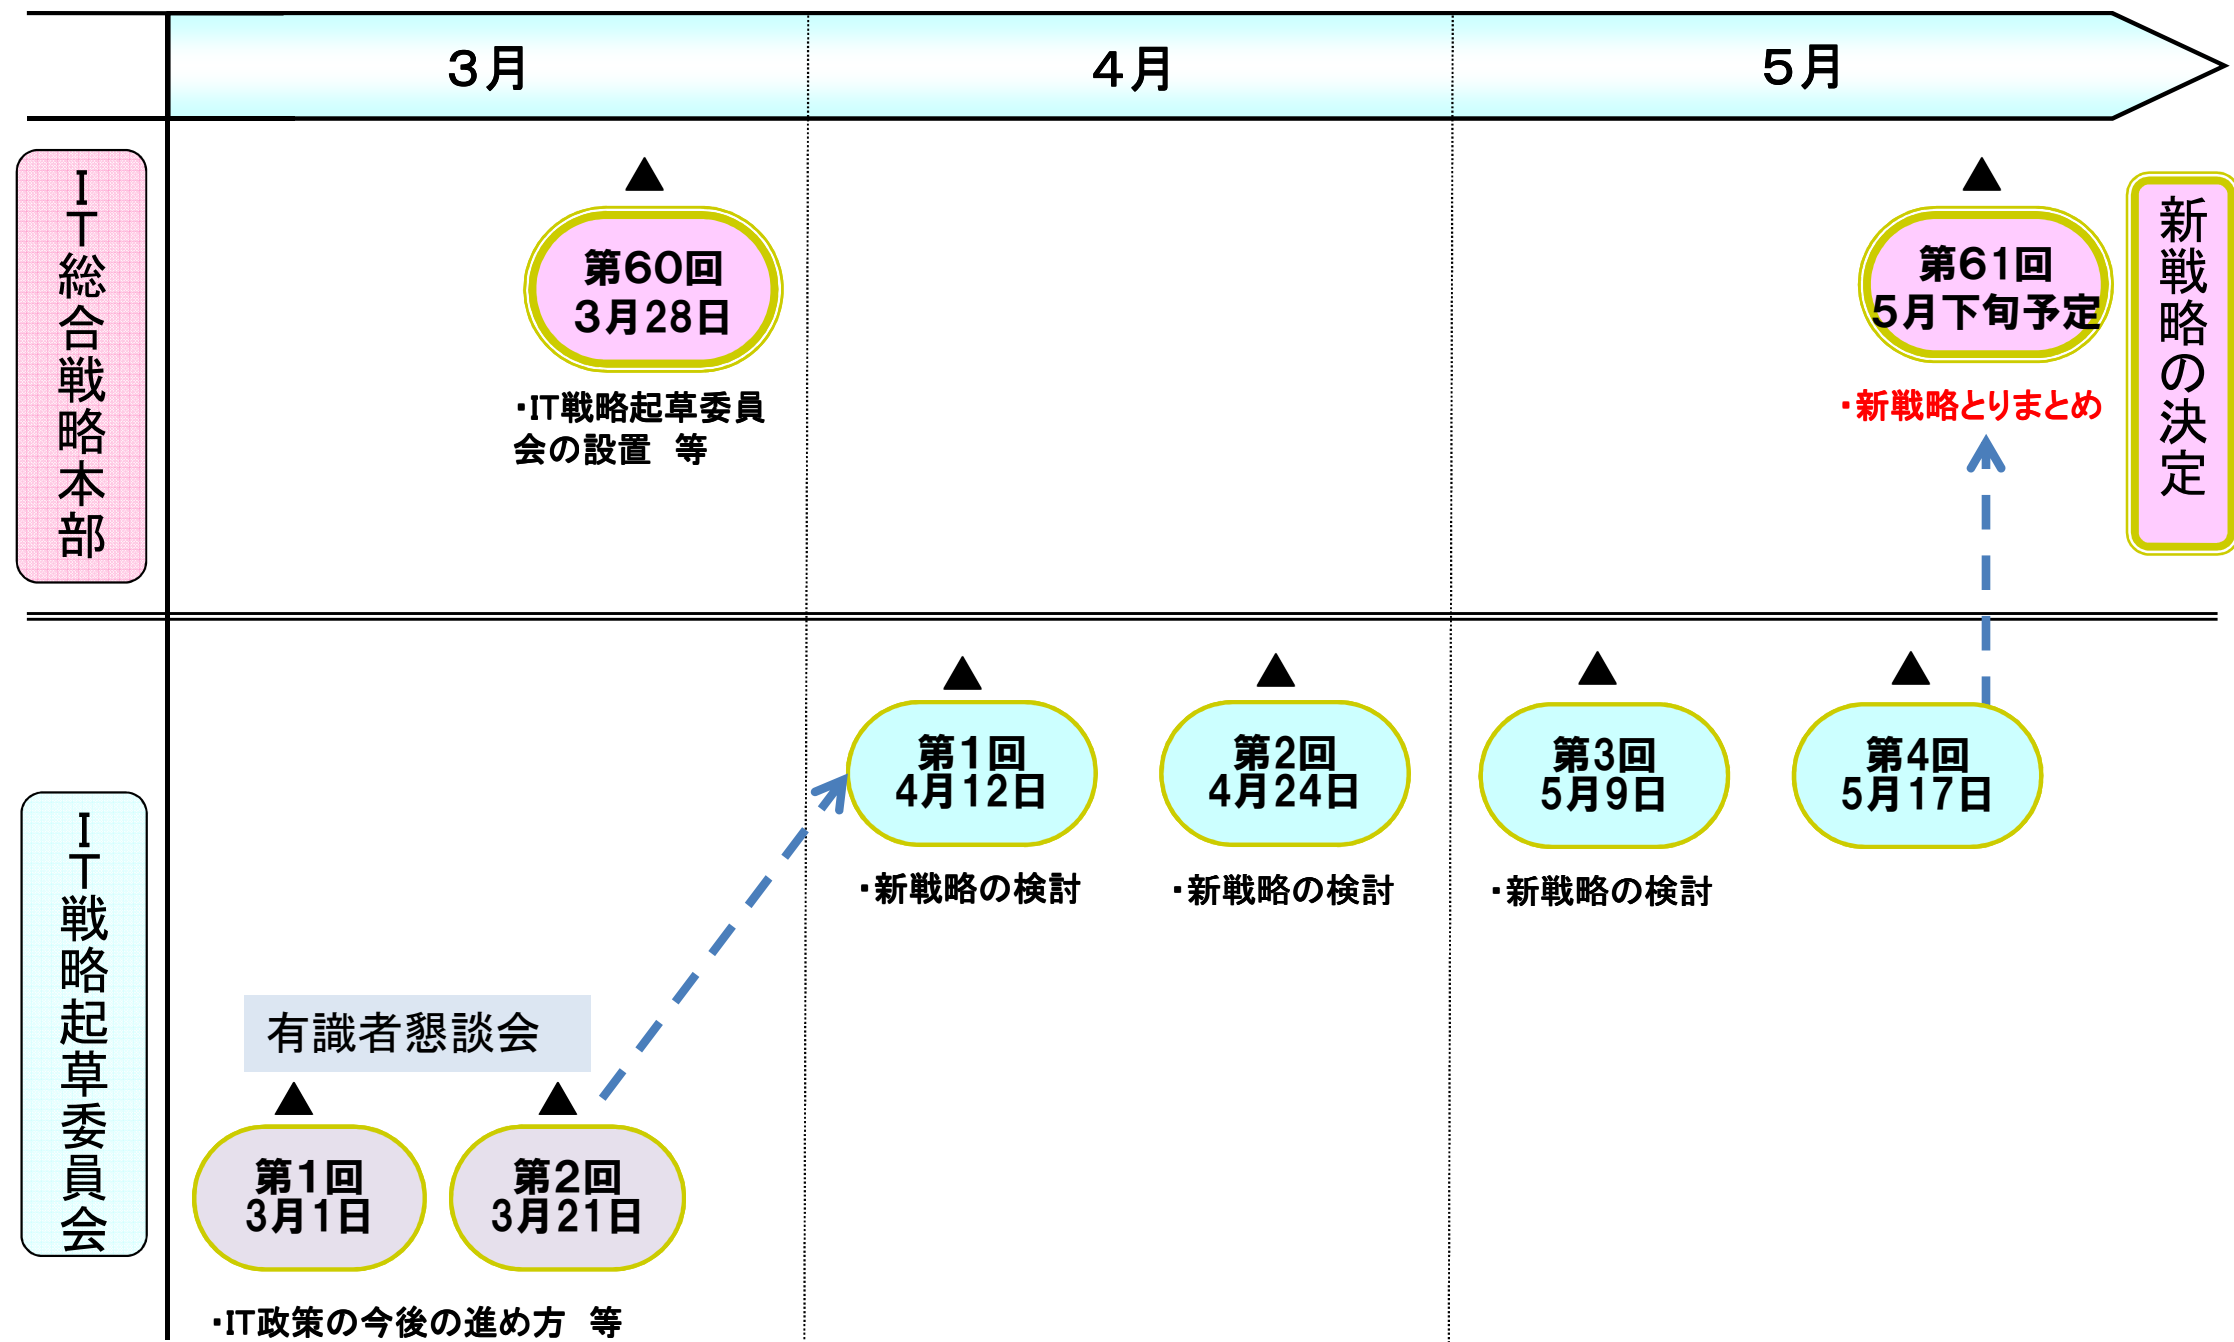 ３月
４月
５月
IT総合戦略本部
第６０回
３月２８日
・IT戦略起草委員
会の設置　等
第６１回
５月下旬予定
・新戦略とりまとめ
新戦略の決定
IT戦略起草委員会
第１回
4月12日
・新戦略の検討
第2回
4月24日
・新戦略の検討
第3回
5月9日
・新戦略の検討
第4回
5月17日
有識者懇談会
第１回
3月1日
第２回
3月21日
・IT政策の今後の進め方　等